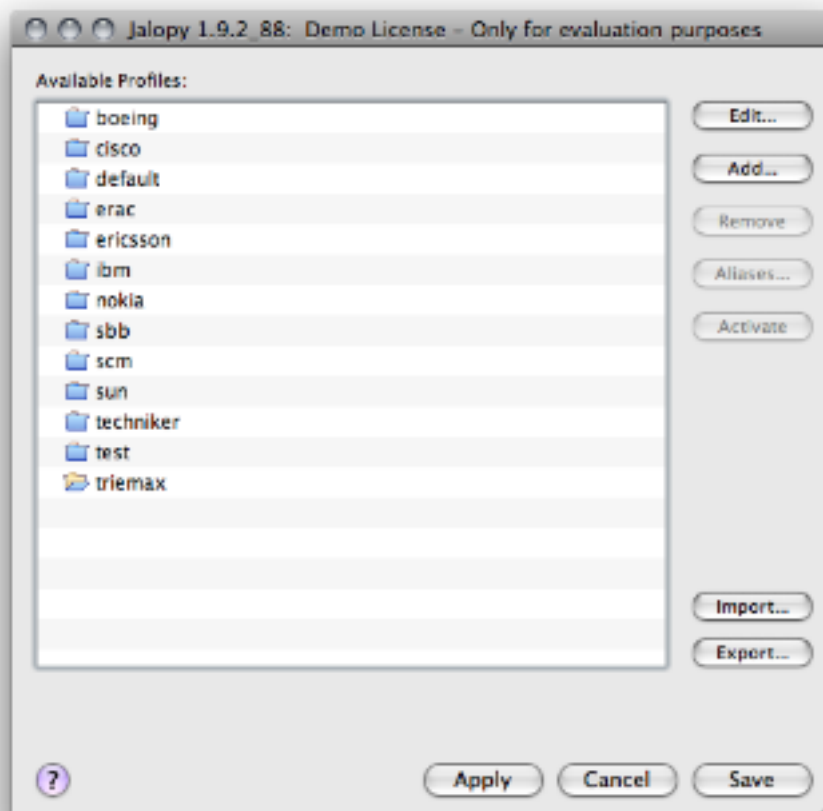 Jalopy 1.9.2_88: Demo License – Only for evaluation purposes
Available Profiles:
boeing
cisco
default
erac
ericsson
ibm
nokia
sbb
scm
sun
techniker
test
triemax
Edit...
Add...
Remove
Aliases...
Activate
Import...
Export...
?
Apply
Cancel
Save